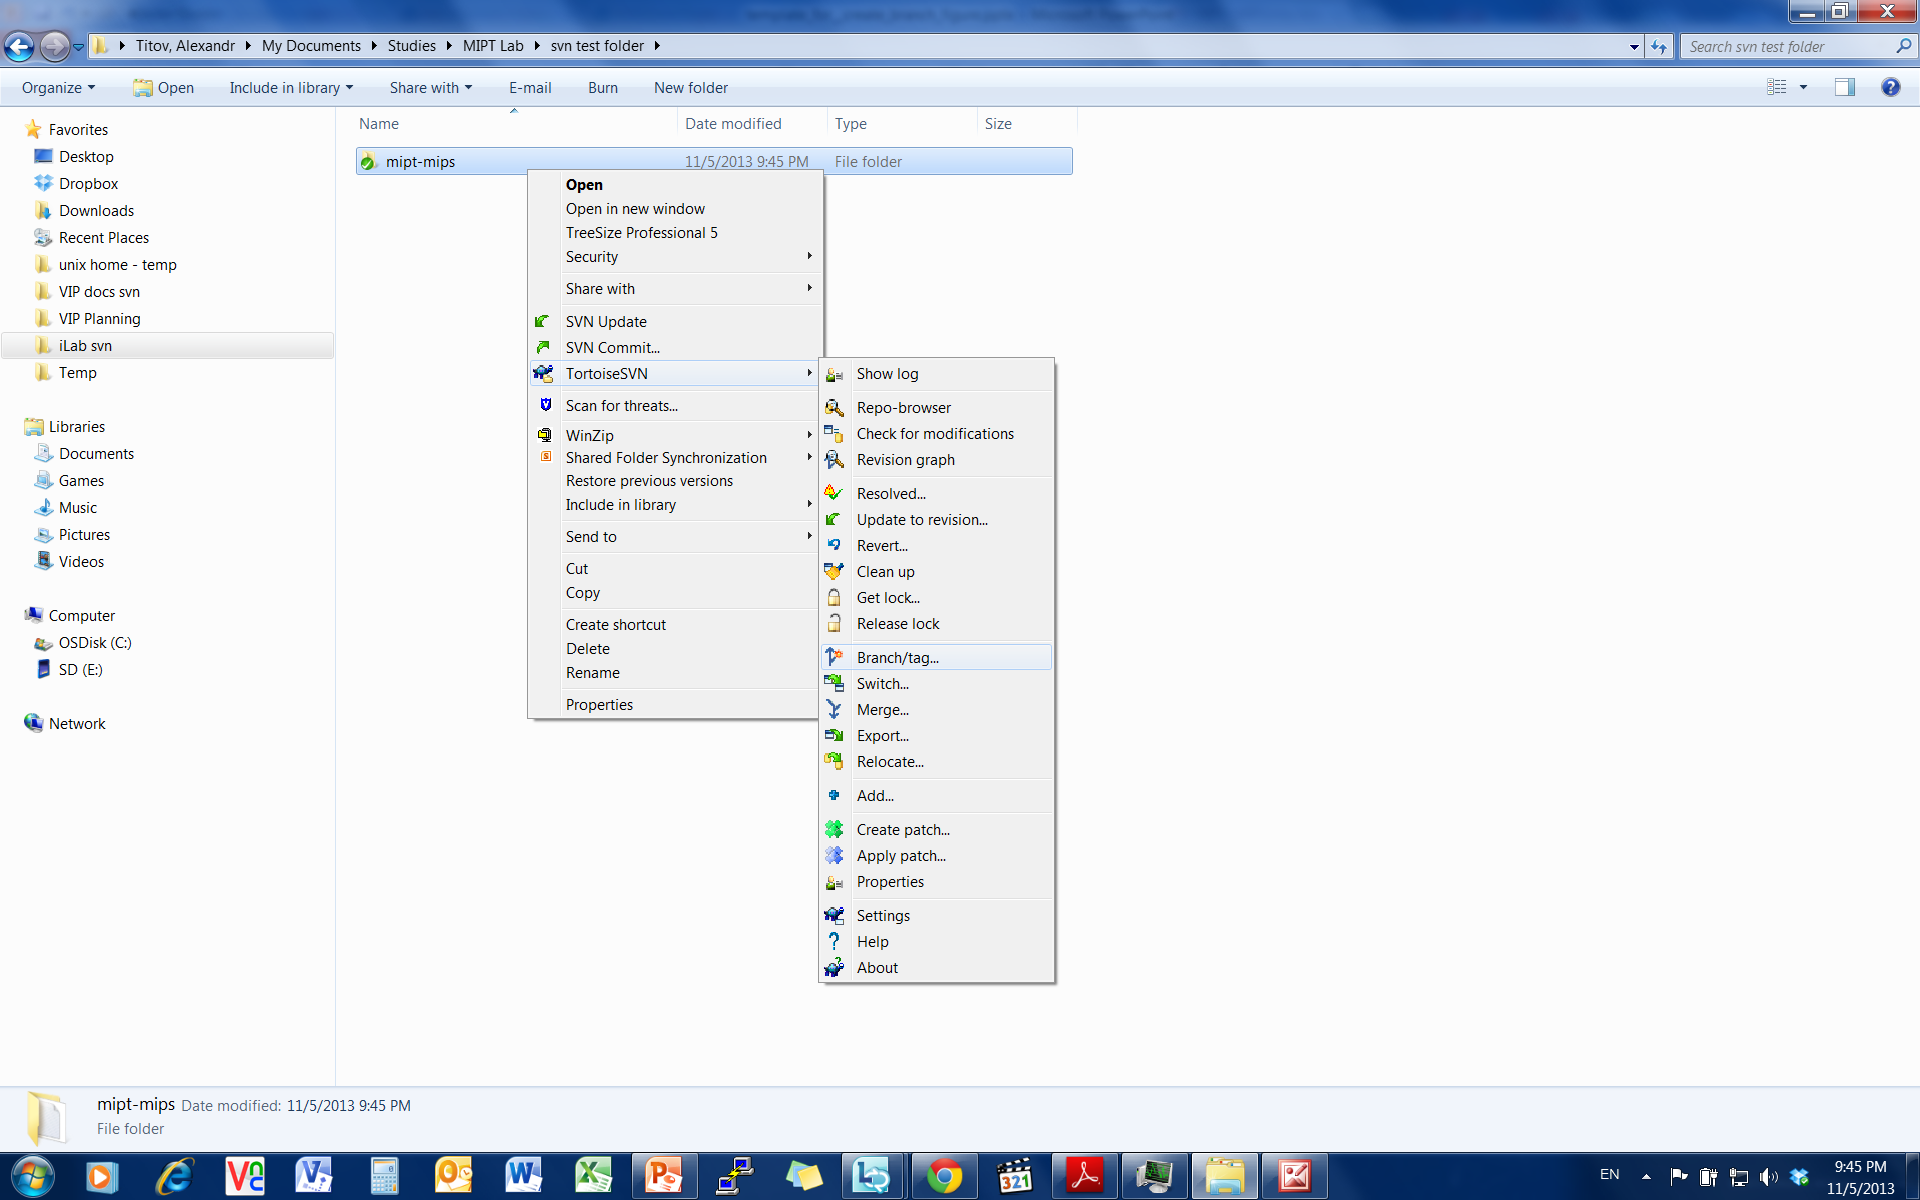 Titov, Alexandr
My Documents
Studies
MIPT Lab
svn test folder
Search svn test folder
Organize
Open
Include in library
Share with
E-mail
Burn
New folder
Favorites
Desktop
Dropbox
Downloads
Recent Places
unix home - temp
VIP docs svn
VIP Planning
iLab svn
Temp
Libraries
Documents
Games
Music
Pictures
Videos
Computer
OSDisk (C:)
SD (E:)
Network
Name
Date modified
Type
Size
mipt-mips
11/5/2013 9:45 PM
File folder
Open
Open in new window
TreeSize Professional 5
Security
Share with
SVN Update
SVN Commit...
TortoiseSVN
Scan for threats...
WinZip
Shared Folder Synchronization
Restore previous versions
Include in library
Send to
Cut
Copy
Create shortcut
Delete
Rename
Properties
Show log
Repo-browser
Check for modifications
Revision graph
Resolved...
Update to revision...
Revert...
Clean up
Get lock...
Release lock
Branch/tag...
Switch...
Merge...
Export...
Relocate...
Add...
Create patch...
Apply patch...
Properties
Settings
Help
About
mipt-mips Date modified: 11/5/2013 9:45 PM
File folder
321
EN
9:45 PM
11/5/2013